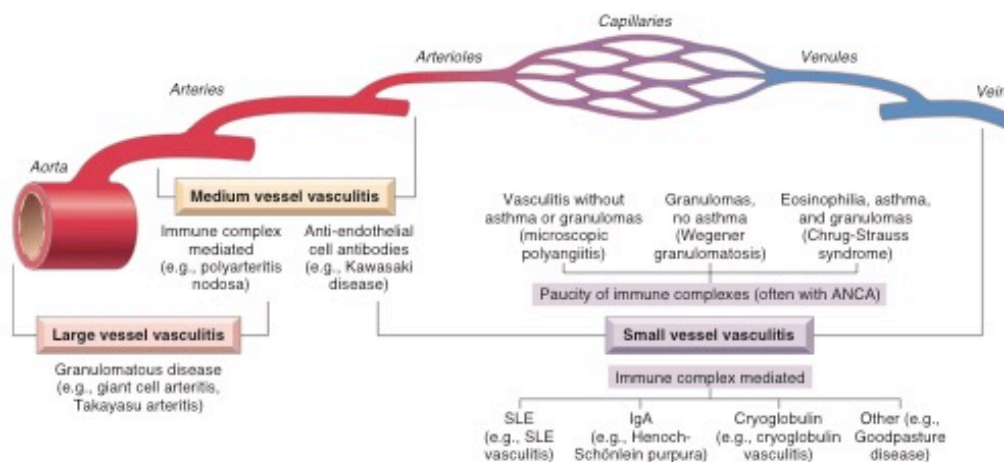 Capillaries
Arterioles
Venules
Arteries
Vein
Aorta
Medium vessel vasculitis
Immune complex
mediated
(e.g., polyarteritis
nodosa)
Anti-endothelial
cell antibodies
(e.g., Kawasaki
disease)
Vasculitis without
asthma or granulomas
(microscopic
polyangiitis)
Granulomas,
no asthma
(Wegener
granulomatosis)
Eosinophilia, asthma,
and granulomas
(Chrug-Strauss
syndrome)
Paucity of immune complexes (often with ANCA)
Large vessel vasculitis
Granulomatous disease
(e.g., giant cell arteritis,
Takayasu arteritis)
Small vessel vasculitis
Immune complex mediated
SLE
(e.g., SLE
vasculitis)
IgA
(e.g., Henoch-
Schönlein purpura)
Cryoglobulin
(e.g., cryoglobulin
vasculitis)
Other (e.g.,
Goodpasture
disease)